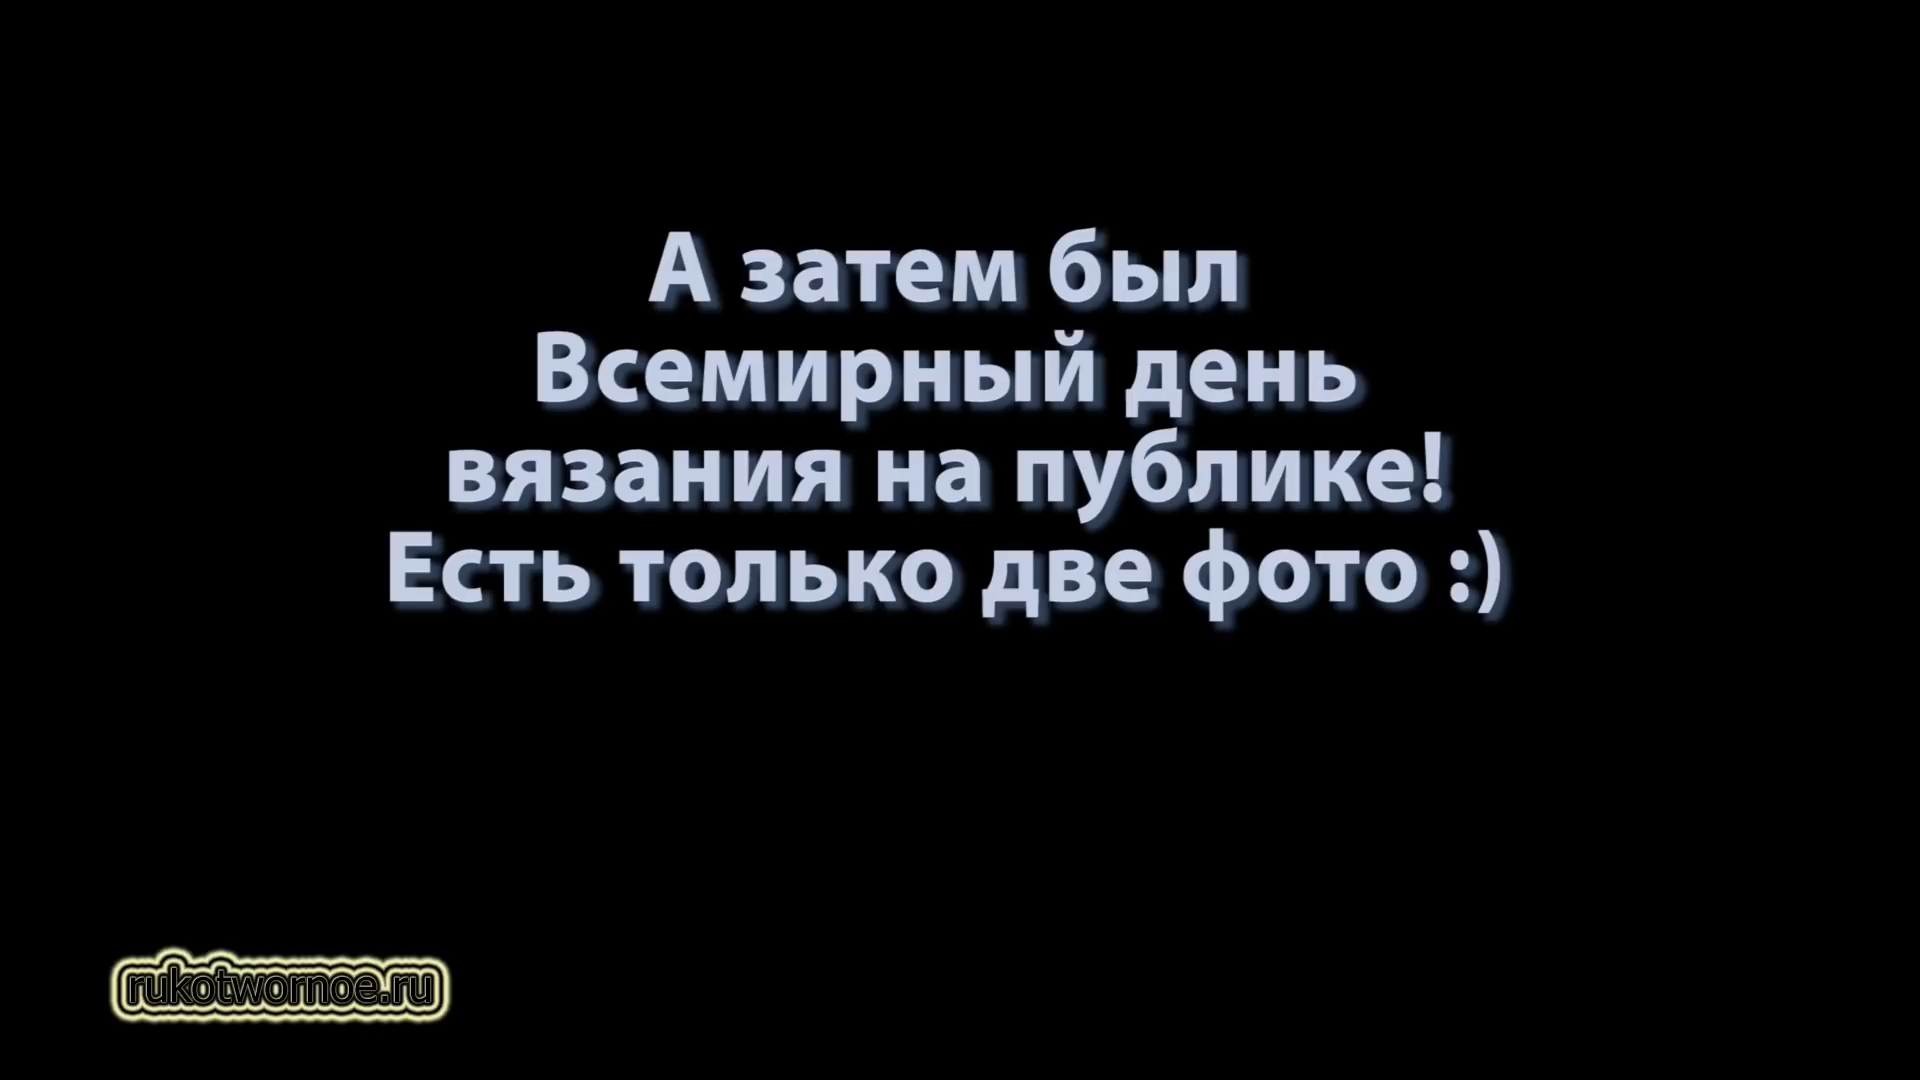 А затем был
Всемирный день
вязания на публике!
Есть только две фото :)
rukotwornoe.ru